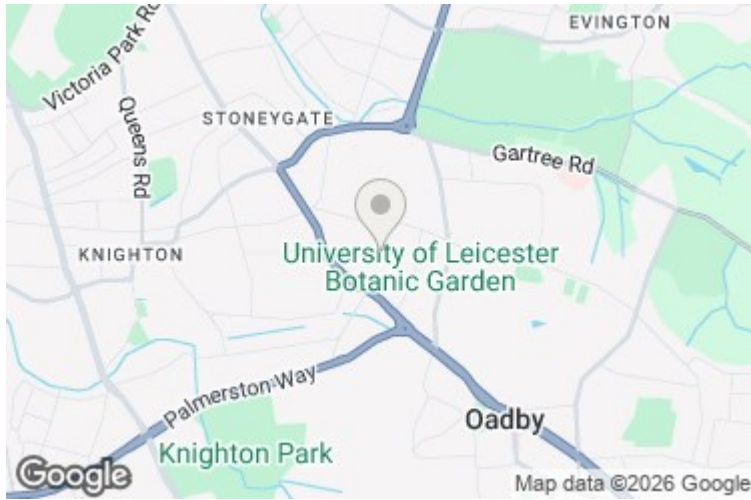 EVINGTON
Victoria Park Ro
Queens Rd
STONEYGATE
Gartree Rd
KNIGHTON
University of Leicester
Botanic Garden
Palmerston Way
Oadby
Knighton Park
Google
Map data ©2026 Google